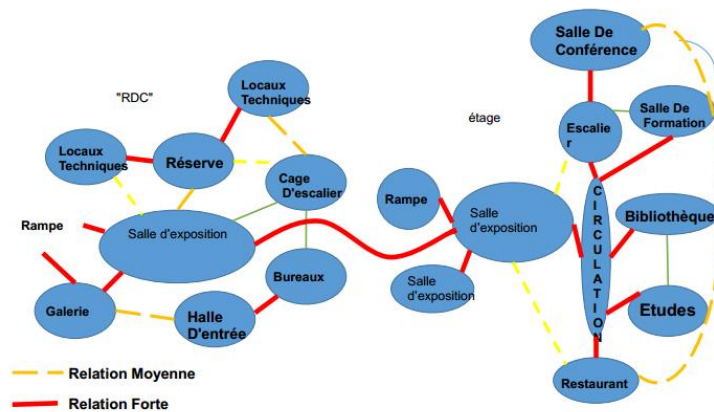 Salle De
Conférence
"RDC"
Locaux
Techniques
étage
Escalie
r
Salle De
Formation
Locaux
Techniques
Réserve
Cage
D'escalier
Rampe
CIRCULATION
Rampe
Salle d'exposition
Salle
d'exposition
Bibliothèque
Bureaux
Salle
d'exposition
Galerie
Halle
D'entrée
Etudes
Relation Moyenne
Restaurant
Relation Forte